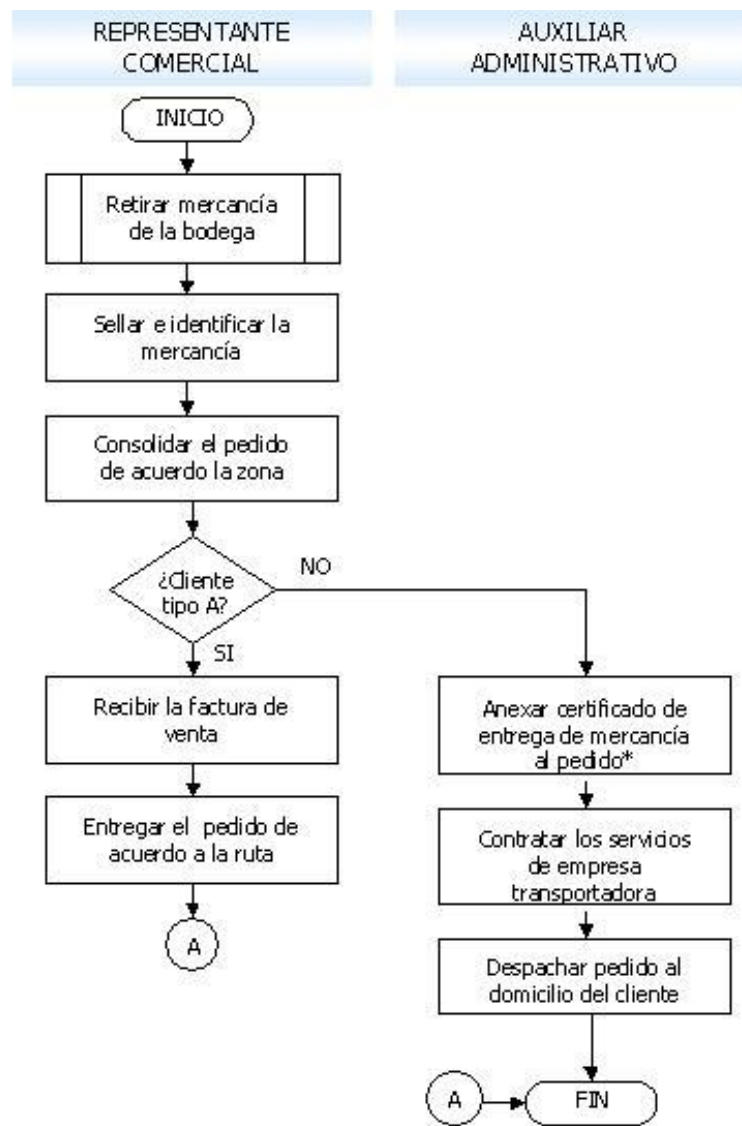 REPRESENTANTE
COMERCIAL
AUXILIAR
ADMINISTRATIVO
INICIO
Retirar mercancía
de la bodega
Sellar e identificar la
mercancía
Consolidar el pedido
de acuerdo la zona
¿Cliente
tipo A?
NO
SI
Recibir la factura de
venta
Entregar el pedido de
acuerdo a la ruta
A
Anexar certificado de
entrega de mercancía
al pedido*
Contratar los servicios
de empresa
transportadora
Despachar pedido al
domicilio del cliente
A
FIN